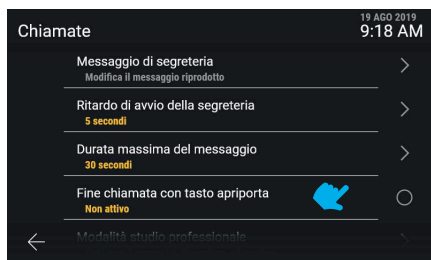 Chiamate
19 AGO 2019
9:18 AM
Messaggio di segreteria
Modifica il messaggio riprodotto
Ritardo di avvio della segreteria
5 secondi
Durata massima del messaggio
30 secondi
Fine chiamata con tasto apriporta
Non attivo
Modalità studio professionale